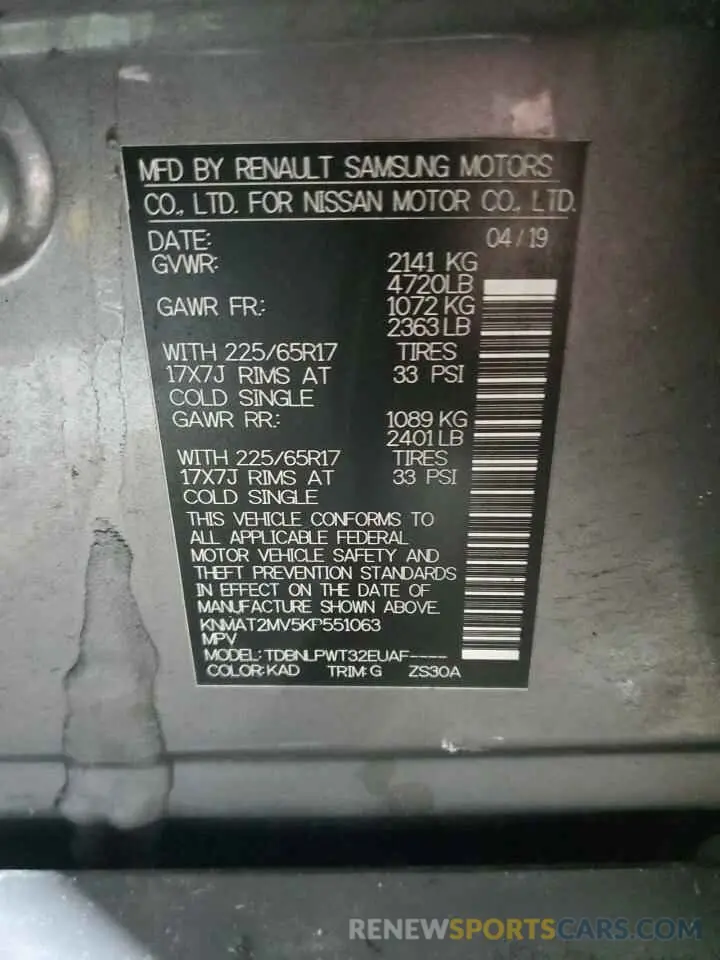 MFD BY RENAULT SAMSUNG MOTORS
CO., LTD. FOR NISSAN MOTOR CO., LTD.
DATE: 04/19
GVWR: 2141 KG
4720LB
GAWR FR.: 1072 KG
2363 LB
WITH 225/65R17 TIRES
17X7J RIMS AT 33 PSI
COLD SINGLE
GAWR RR.: 1089 KG
2401 LB
WITH 225/65R17 TIRES
17X7J RIMS AT 33 PSI
COLD SINGLE
THIS VEHICLE CONFORMS TO
ALL APPLICABLE FEDERAL
MOTOR VEHICLE SAFETY AND
THEFT PREVENTION STANDARDS
IN EFFECT ON THE DATE OF
MANUFACTURE SHOWN ABOVE.
KNMAT2MV5KP551063
MPV
MODEL: TDBNLPWT32EUAF----
COLOR: KAD TRIM: G ZS30A
RENEWSPORTSCARS.COM